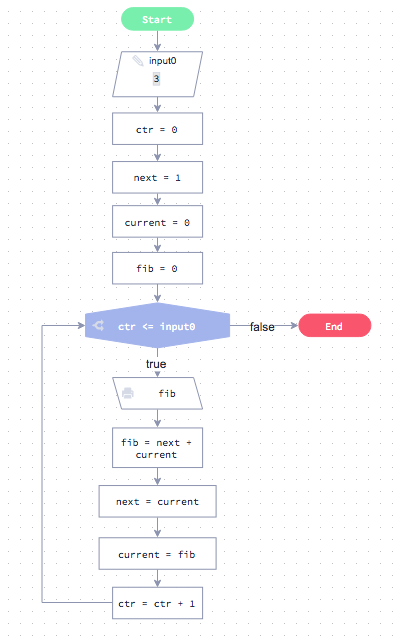 Start
input0
3
ctr = 0
next = 1
current = 0
fib = 0
ctr <= input0
false
End
true
fib
fib = next +
current
next = current
current = fib
ctr = ctr + 1